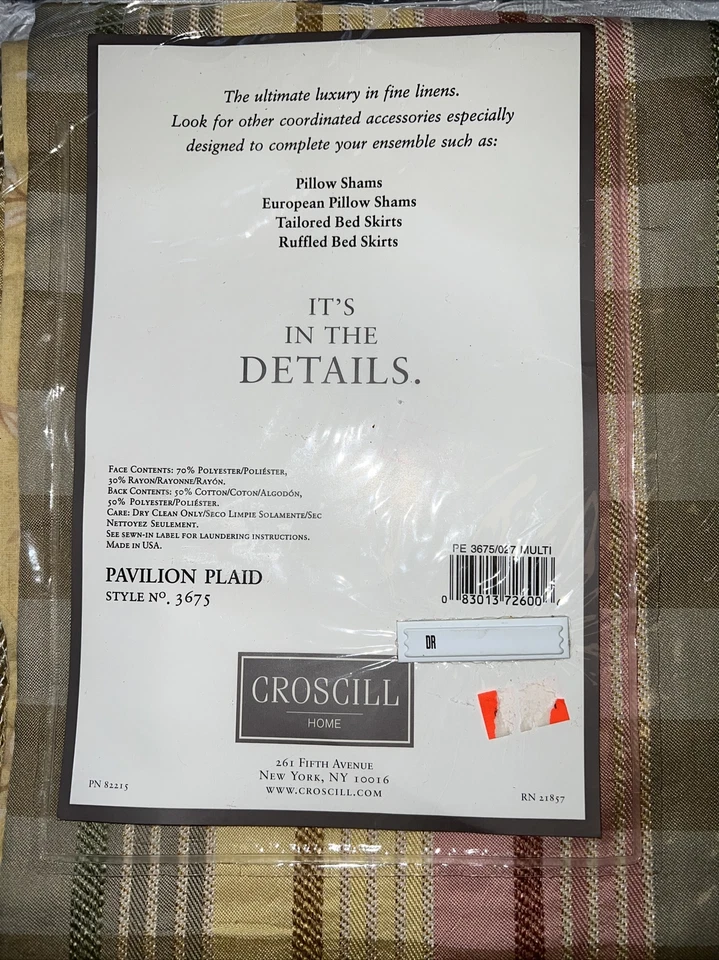 The ultimate luxury in fine linens.
Look for other coordinated accessories especially
designed to complete your ensemble such as:
Pillow Shams
European Pillow Shams
Tailored Bed Skirts
Ruffled Bed Skirts
IT'S
IN THE
DETAILS.
FACE CONTENTS: 70% POLYESTER/POLIÉSTER,
30% RAYON/RAYONNE/RAYÓN.
BACK CONTENTS: 50% COTTON/COTON/ALGODÓN,
50% POLYESTER/POLIÉSTER.
CARE: DRY CLEAN ONLY/SECO LIMPIE SOLAMENTE/SEC
NETTOYEZ SEULEMENT.
SEE SEWN-IN LABEL FOR LAUNDERING INSTRUCTIONS.
MADE IN USA.
PAVILION PLAID
STYLE Nº. 3675
PE 3675/027 MULTI
0 83013 72600
DR
CROSCILL
HOME
261 FIFTH AVENUE
NEW YORK, NY 10016
WWW.CROSCILL.COM
PN 82215
RN 21857